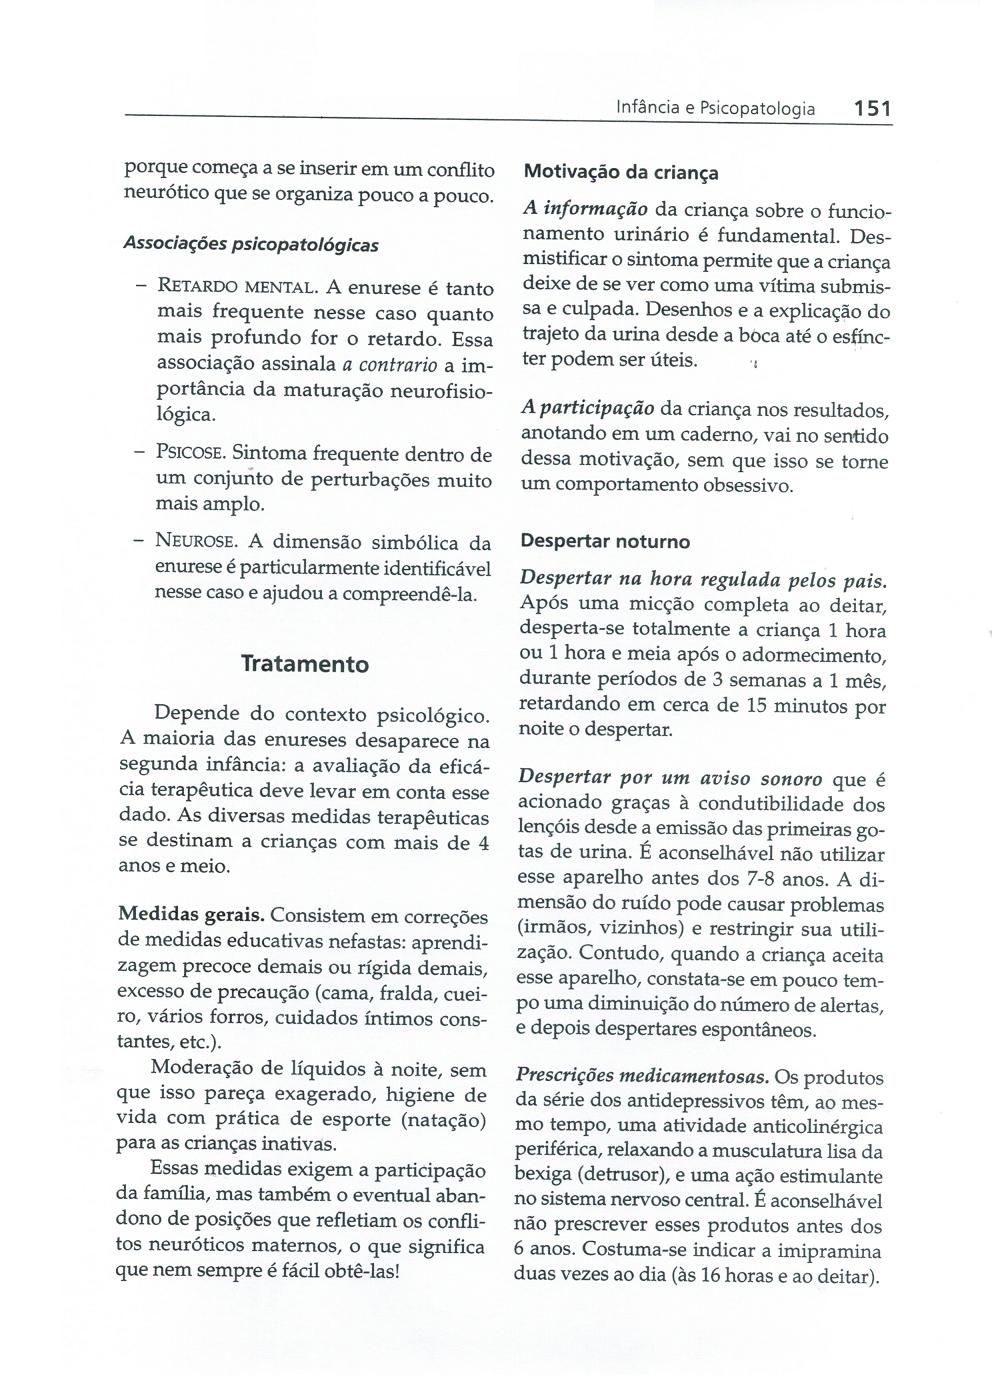 Infância e Psicopatologia 151
porque começa a se inserir em um conflito
neurótico que se organiza pouco a pouco.
Associações psicopatológicas
– RETARDO MENTAL. A enurese é tanto
mais frequente nesse caso quanto
mais profundo for o retardo. Essa
associação assinala a contrario a im-
portância da maturação neurofisio-
lógica.
– PSICOSE. Sintoma frequente dentro de
um conjunto de perturbações muito
mais amplo.
– NEUROSE. A dimensão simbólica da
enurese é particularmente identificável
nesse caso e ajudou a compreendê-la.
Tratamento
Depende do contexto psicológico.
A maioria das enureses desaparece na
segunda infância: a avaliação da eficá-
cia terapêutica deve levar em conta esse
dado. As diversas medidas terapêuticas
se destinam a crianças com mais de 4
anos e meio.
Medidas gerais. Consistem em correções
de medidas educativas nefastas: aprendi-
zagem precoce demais ou rígida demais,
excesso de precaução (cama, fralda, cuei-
ro, vários forros, cuidados íntimos cons-
tantes, etc.).
Moderação de líquidos à noite, sem
que isso pareça exagerado, higiene de
vida com prática de esporte (natação)
para as crianças inativas.
Essas medidas exigem a participação
da família, mas também o eventual aban-
dono de posições que refletiam os confli-
tos neuróticos maternos, o que significa
que nem sempre é fácil obtê-las!
Motivação da criança
A informação da criança sobre o funcio-
namento urinário é fundamental. Des-
mistificar o sintoma permite que a criança
deixe de se ver como uma vítima submis-
sa e culpada. Desenhos e a explicação do
trajeto da urina desde a boca até o esfínc-
ter podem ser úteis.
A participação da criança nos resultados,
anotando em um caderno, vai no sentido
dessa motivação, sem que isso se torne
um comportamento obsessivo.
Despertar noturno
Despertar na hora regulada pelos pais.
Após uma micção completa ao deitar,
desperta-se totalmente a criança 1 hora
ou 1 hora e meia após o adormecimento,
durante períodos de 3 semanas a 1 mês,
retardando em cerca de 15 minutos por
noite o despertar.
Despertar por um aviso sonoro que é
acionado graças à condutibilidade dos
lençóis desde a emissão das primeiras go-
tas de urina. É aconselhável não utilizar
esse aparelho antes dos 7-8 anos. A di-
mensão do ruído pode causar problemas
(irmãos, vizinhos) e restringir sua utili-
zação. Contudo, quando a criança aceita
esse aparelho, constata-se em pouco tem-
po uma diminuição do número de alertas,
e depois despertares espontâneos.
Prescrições medicamentosas. Os produtos
da série dos antidepressivos têm, ao mes-
mo tempo, uma atividade anticolinérgica
periférica, relaxando a musculatura lisa da
bexiga (detrusor), e uma ação estimulante
no sistema nervoso central. É aconselhável
não prescrever esses produtos antes dos
6 anos. Costuma-se indicar a imipramina
duas vezes ao dia (às 16 horas e ao deitar).